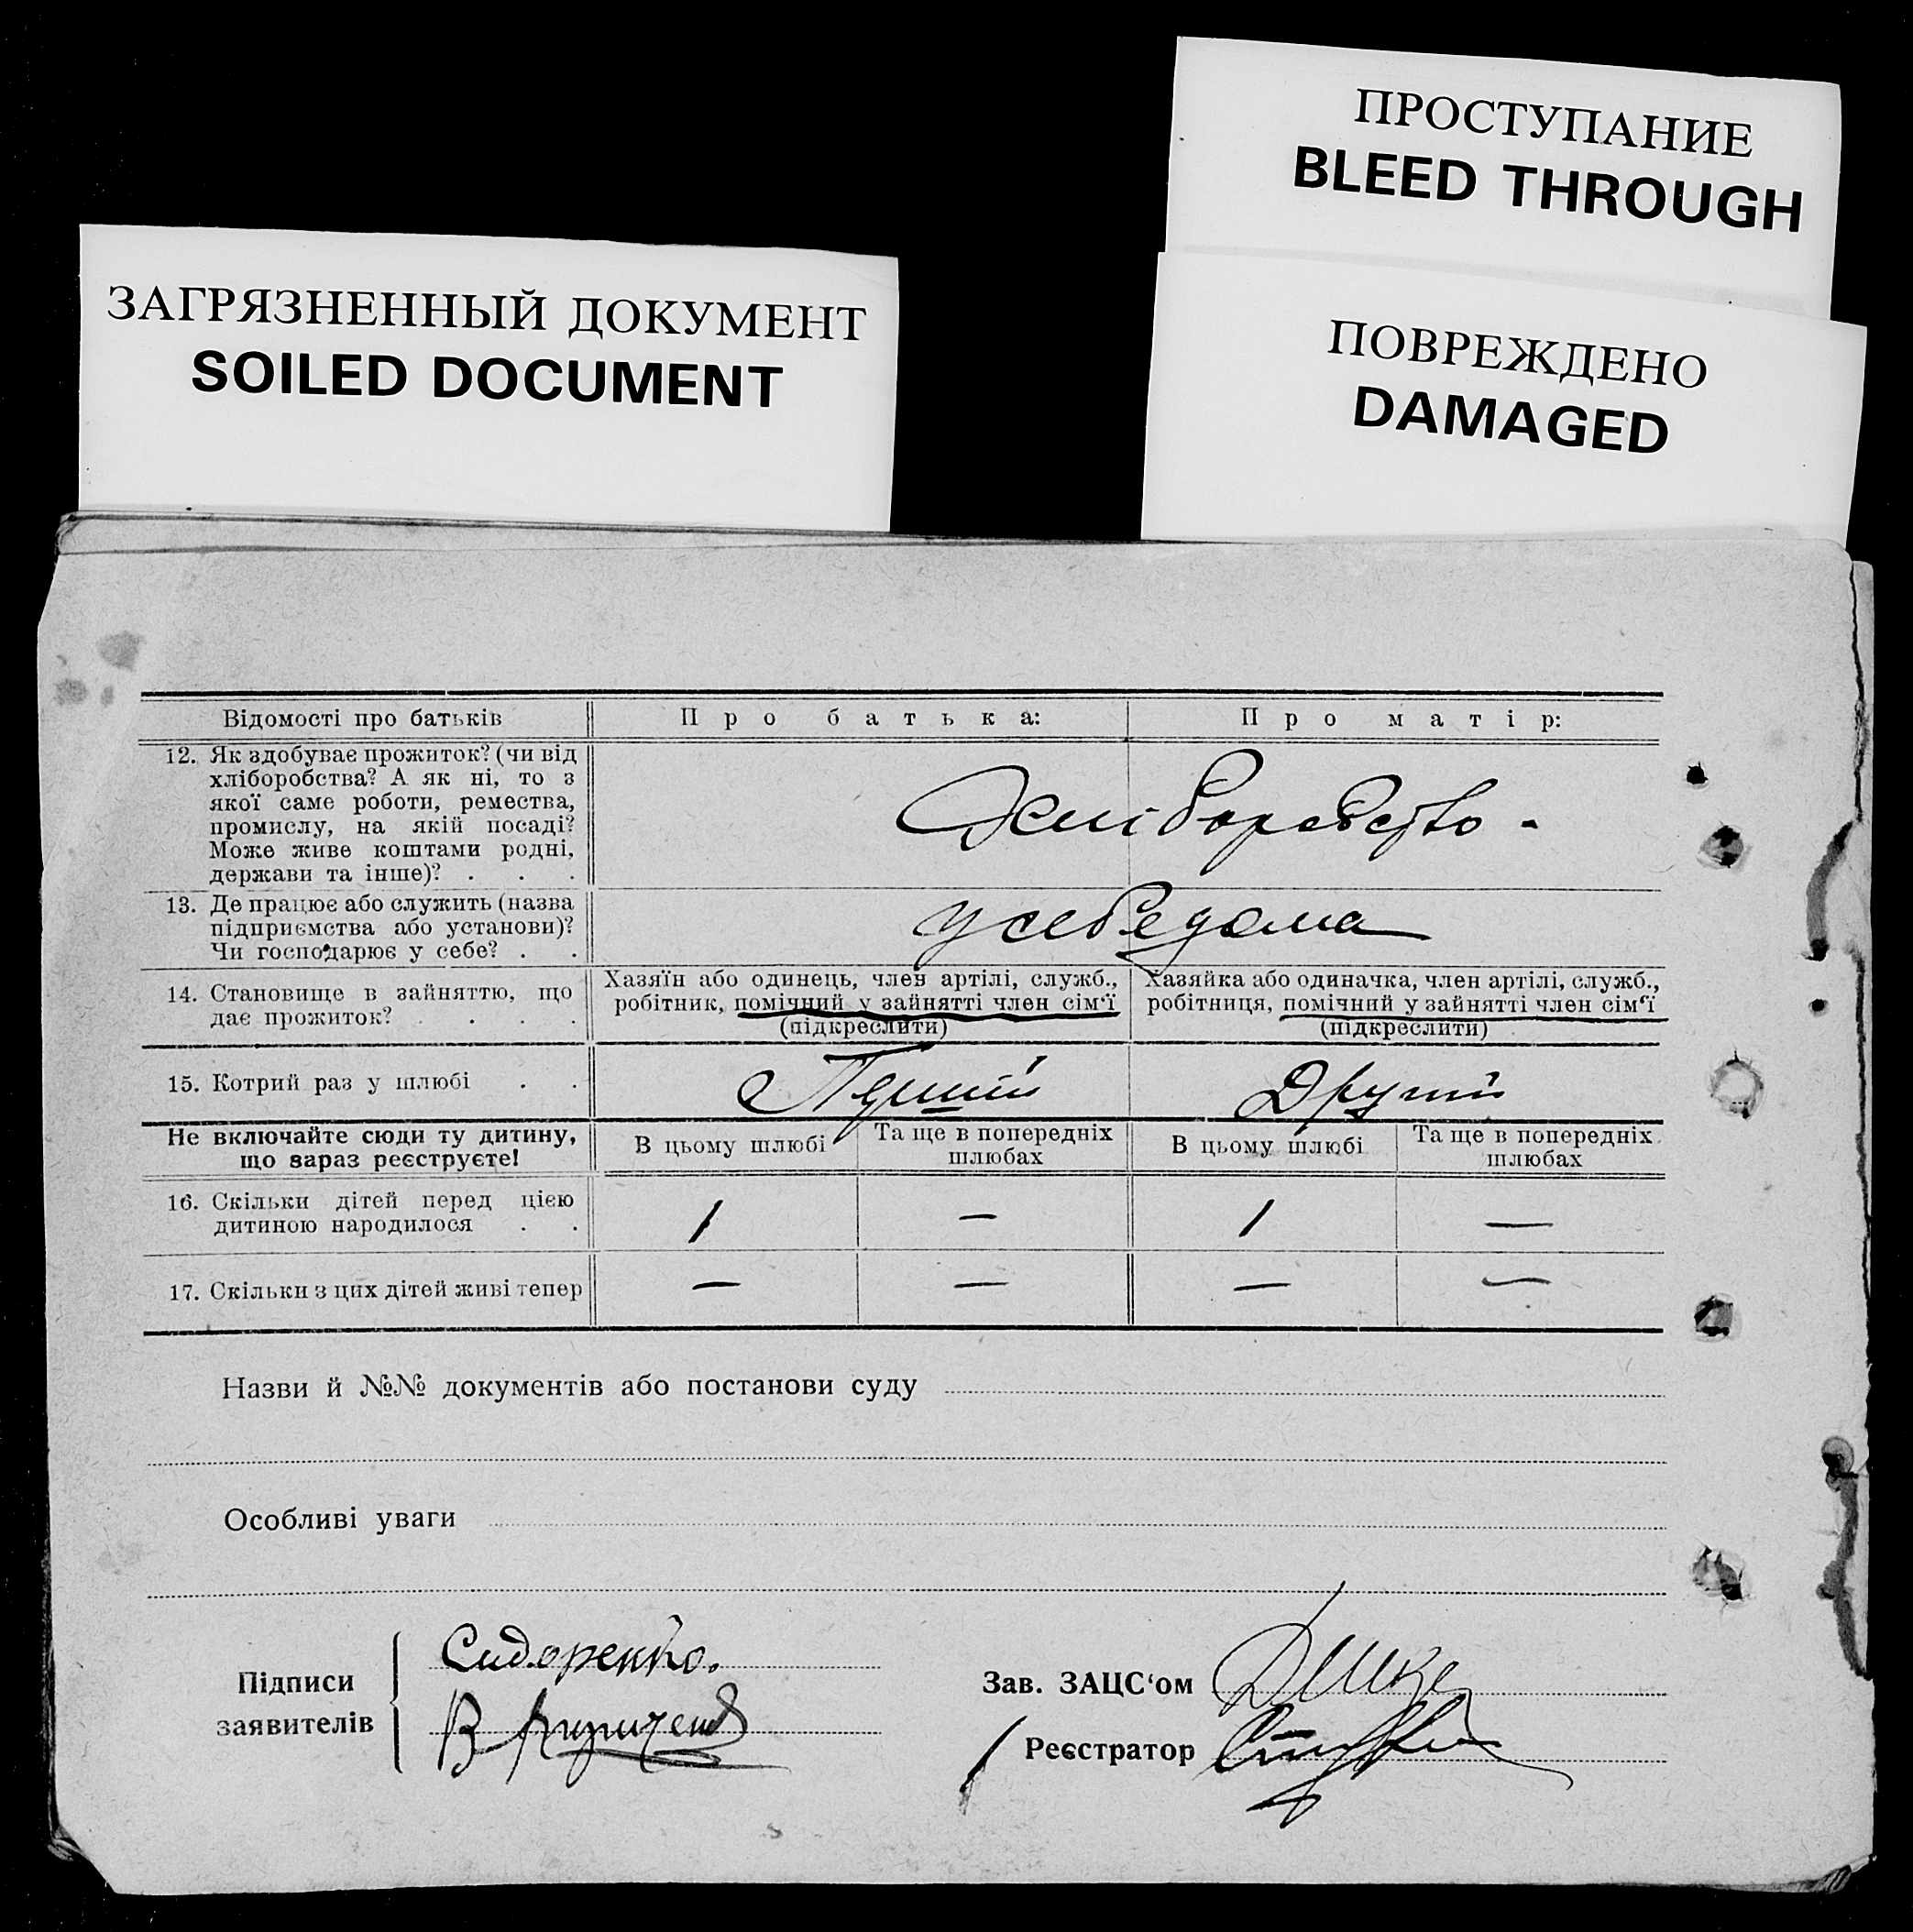 ПРОСТУПАНИЕ
BLEED THROUGH
ЗАГРЯЗНЕННЫЙ ДОКУМЕНТ
SOILED DOCUMENT
ПОВРЕЖДЕНО
DAMAGED
Відомості про батьків
Про батька:
Про матір:
12. Як здобуває прожиток? (чи від
хліборобства? А як ні, то з
якої саме роботи, ремества,
промислу, на якій посаді?
Може живе коштами родні,
держави та інше)? . . .
Хліборобство -
13. Де працює або служить (назва
підприємства або установи)?
Чи господарює у себе? . .
у себе дома
14. Становище в зайняттю, що
дає прожиток? . . . .
Хазяїн або одинець, член артілі, служб.,
робітник, помічний у зайнятті член сім'ї
(підкреслити)
Хазяйка або одиначка, член артілі, служб.,
робітниця, помічний у зайнятті член сім'ї
(підкреслити)
15. Котрий раз у шлюбі . .
Другий
Не включайте сюди ту дитину,
що зараз реєструєте!
В цьому шлюбі
Та ще в попередніх
шлюбах
В цьому шлюбі
Та ще в попередніх
шлюбах
16. Скільки дітей перед цією
дитиною народилося . .
1 — 1 —
17. Скільки з цих дітей живі тепер
— — — —
Назви й №№ документів або постанови суду
Особливі уваги
Підписи
заявителів
Сидоренко.
В
Зав. ЗАЦС'ом
Реєстратор